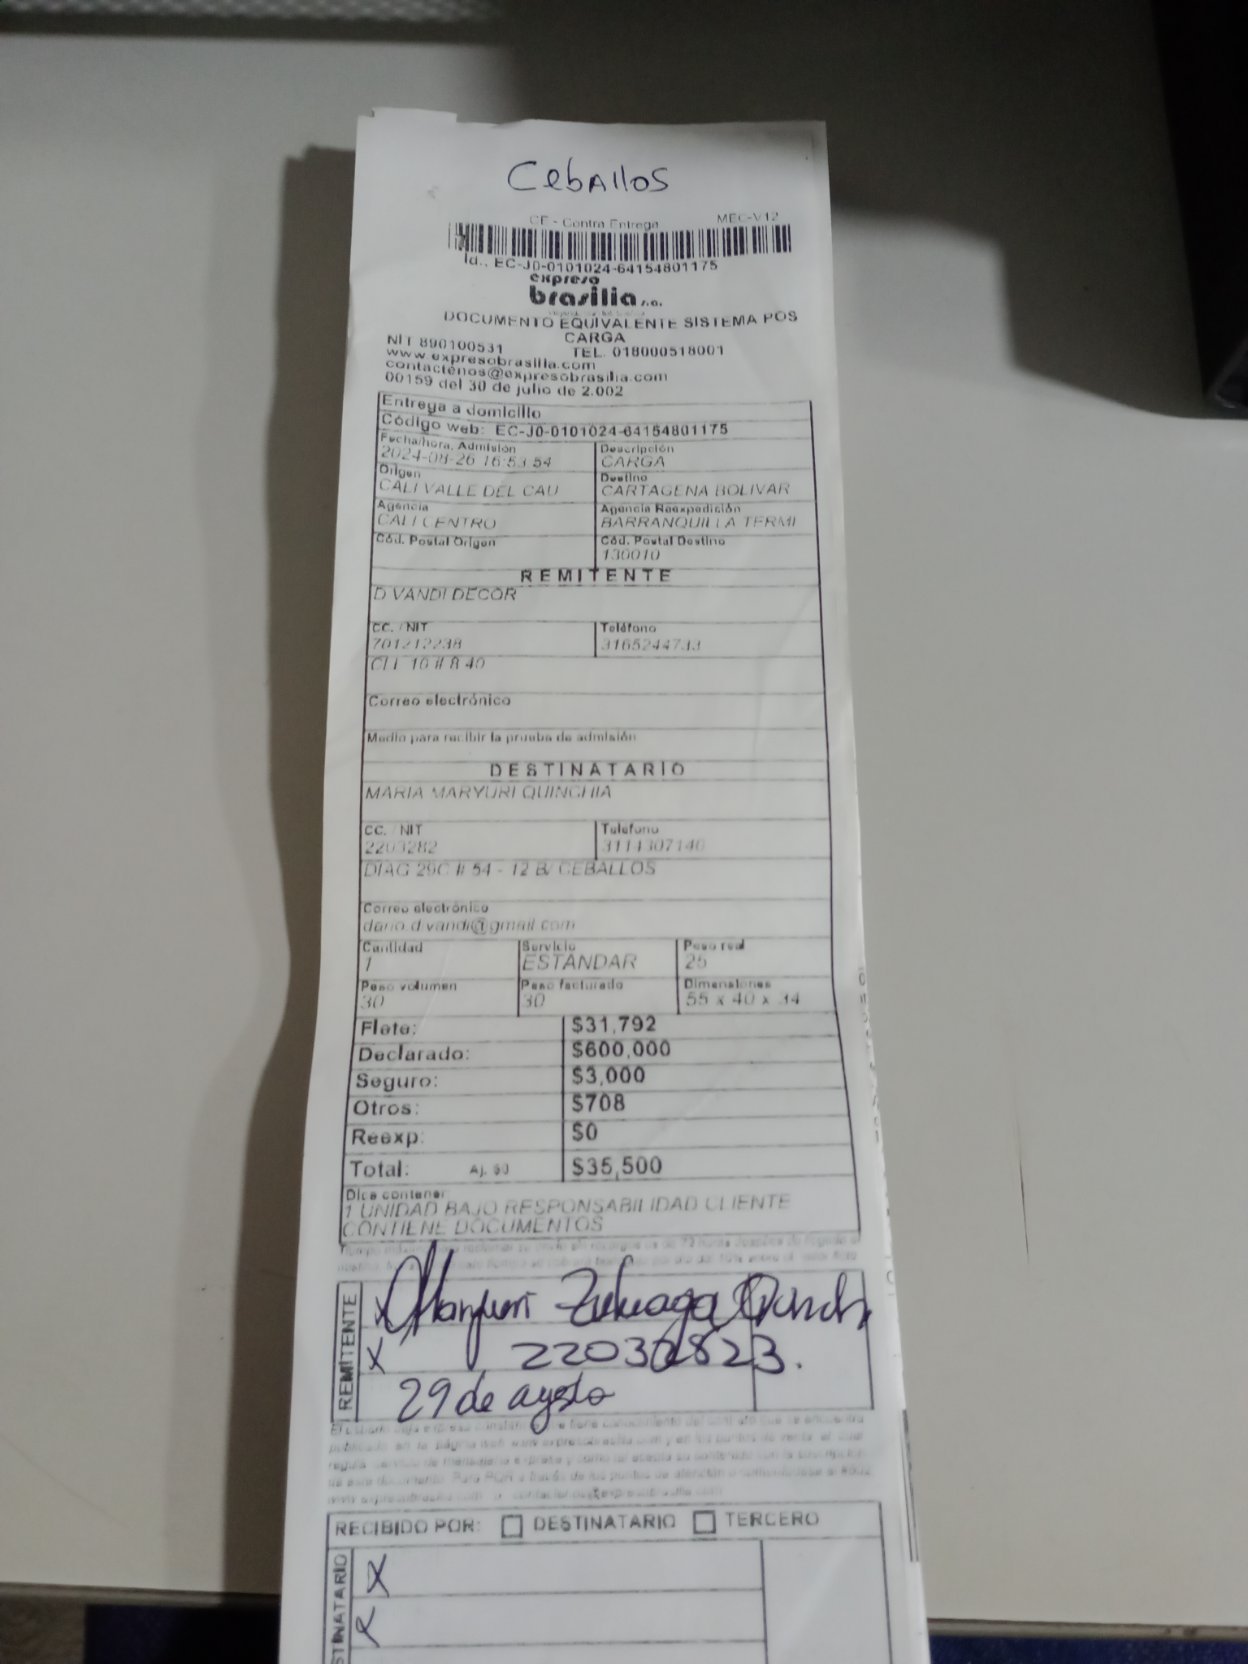 Ceballos
CE - Contra Entrega MEC-V12
Id., EC-J0-0101024-64154801175
expreso
brasilia s.a.
DOCUMENTO EQUIVALENTE SISTEMA POS
CARGA
NIT 890100531 TEL. 018000518001
www.expresobrasilia.com
contactenos@expresobrasilia.com
00159 del 30 de julio de 2.002
Entrega a domicilio
Código web: EC-J0-0101024-64154801175
Fecha/hora, Admisión Descripción
2024-08-26 16:53:54 CARGA
Origen Destino
CALI VALLE DEL CAU CARTAGENA BOLIVAR
Agencia Agencia Reexpedición
CALI CENTRO BARRANQUILLA TERMI
Cód. Postal Origen Cód. Postal Destino
130010
REMITENTE
D VANDI DECOR
CC. / NIT Teléfono
701212238 3165244733
CLL 16 # 8 40
Correo electrónico
Medio para recibir la prueba de admisión
DESTINATARIO
MARIA MARYURI QUINCHIA
CC. / NIT Teléfono
2203282 3114307140
DIAG 29C # 54 - 12 B/ CEBALLOS
Correo electrónico
dario.d.vandi@gmail.com
Cantidad Servicio Peso real
1 ESTANDAR 25
Peso volumen Peso facturado Dimensiones
30 30 55 x 40 x 34
Flete: $31,792
Declarado: $600,000
Seguro: $3,000
Otros: $708
Reexp: $0
Total: Aj. $0 $35,500
Dice contener
1 UNIDAD BAJO RESPONSABILIDAD CLIENTE
CONTIENE DOCUMENTOS
REMITENTE
X Maryuri Zuluaga
X 22030823.
29 de agosto
RECIBIDO POR: DESTINATARIO TERCERO
X
X